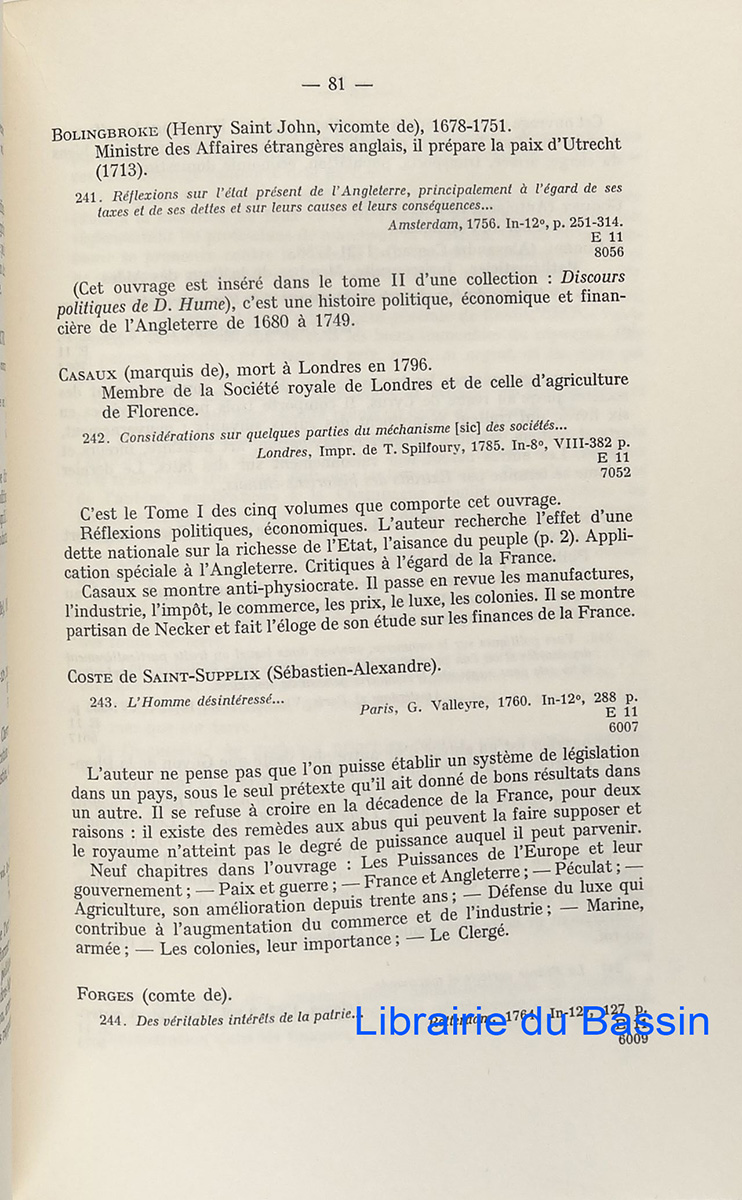 — 81 —
BOLINGBROKE (Henry Saint John, vicomte de), 1678-1751.
Ministre des Affaires étrangères anglais, il prépare la paix d'Utrecht
(1713).
241. Réflexions sur l'état présent de l'Angleterre, principalement à l'égard de ses
taxes et de ses dettes et sur leurs causes et leurs conséquences...
Amsterdam, 1756. In-12°, p. 251-314.
E 11
8056
(Cet ouvrage est inséré dans le tome II d'une collection : Discours
politiques de D. Hume), c'est une histoire politique, économique et finan-
cière de l'Angleterre de 1680 à 1749.
CASAUX (marquis de), mort à Londres en 1796.
Membre de la Société royale de Londres et de celle d'agriculture
de Florence.
242. Considérations sur quelques parties du méchanisme [sic] des sociétés...
Londres, Impr. de T. Spilfoury, 1785. In-8°, VIII-382 p.
E 11
7052
C'est le Tome I des cinq volumes que comporte cet ouvrage.
Réflexions politiques, économiques. L'auteur recherche l'effet d'une
dette nationale sur la richesse de l'Etat, l'aisance du peuple (p. 2). Appli-
cation spéciale à l'Angleterre. Critiques à l'égard de la France.
Casaux se montre anti-physiocrate. Il passe en revue les manufactures,
l'industrie, l'impôt, le commerce, les prix, le luxe, les colonies. Il se montre
partisan de Necker et fait l'éloge de son étude sur les finances de la France.
COSTE de SAINT-SUPPLIX (Sébastien-Alexandre).
243. L'Homme désintéressé... Paris, G. Valleyre, 1760. In-12°, 288 p.
E 11
6007
L'auteur ne pense pas que l'on puisse établir un système de législation
dans un pays, sous le seul prétexte qu'il ait donné de bons résultats dans
un autre. Il se refuse à croire en la décadence de la France, pour deux
raisons : il existe des remèdes aux abus qui peuvent la faire supposer et
le royaume n'atteint pas le degré de puissance auquel il peut parvenir.
Neuf chapitres dans l'ouvrage : Les Puissances de l'Europe et leur
gouvernement ; — Paix et guerre ; — France et Angleterre ; — Péculat ; —
Agriculture, son amélioration depuis trente ans ; — Défense du luxe qui
contribue à l'augmentation du commerce et de l'industrie ; — Marine,
armée ; — Les colonies, leur importance ; — Le Clergé.
FORGES (comte de).
244. Des véritables intérêts de la patrie... Rotterdam, 1764. In-12°, 127 p.
E 11
6009
Librairie du Bassin